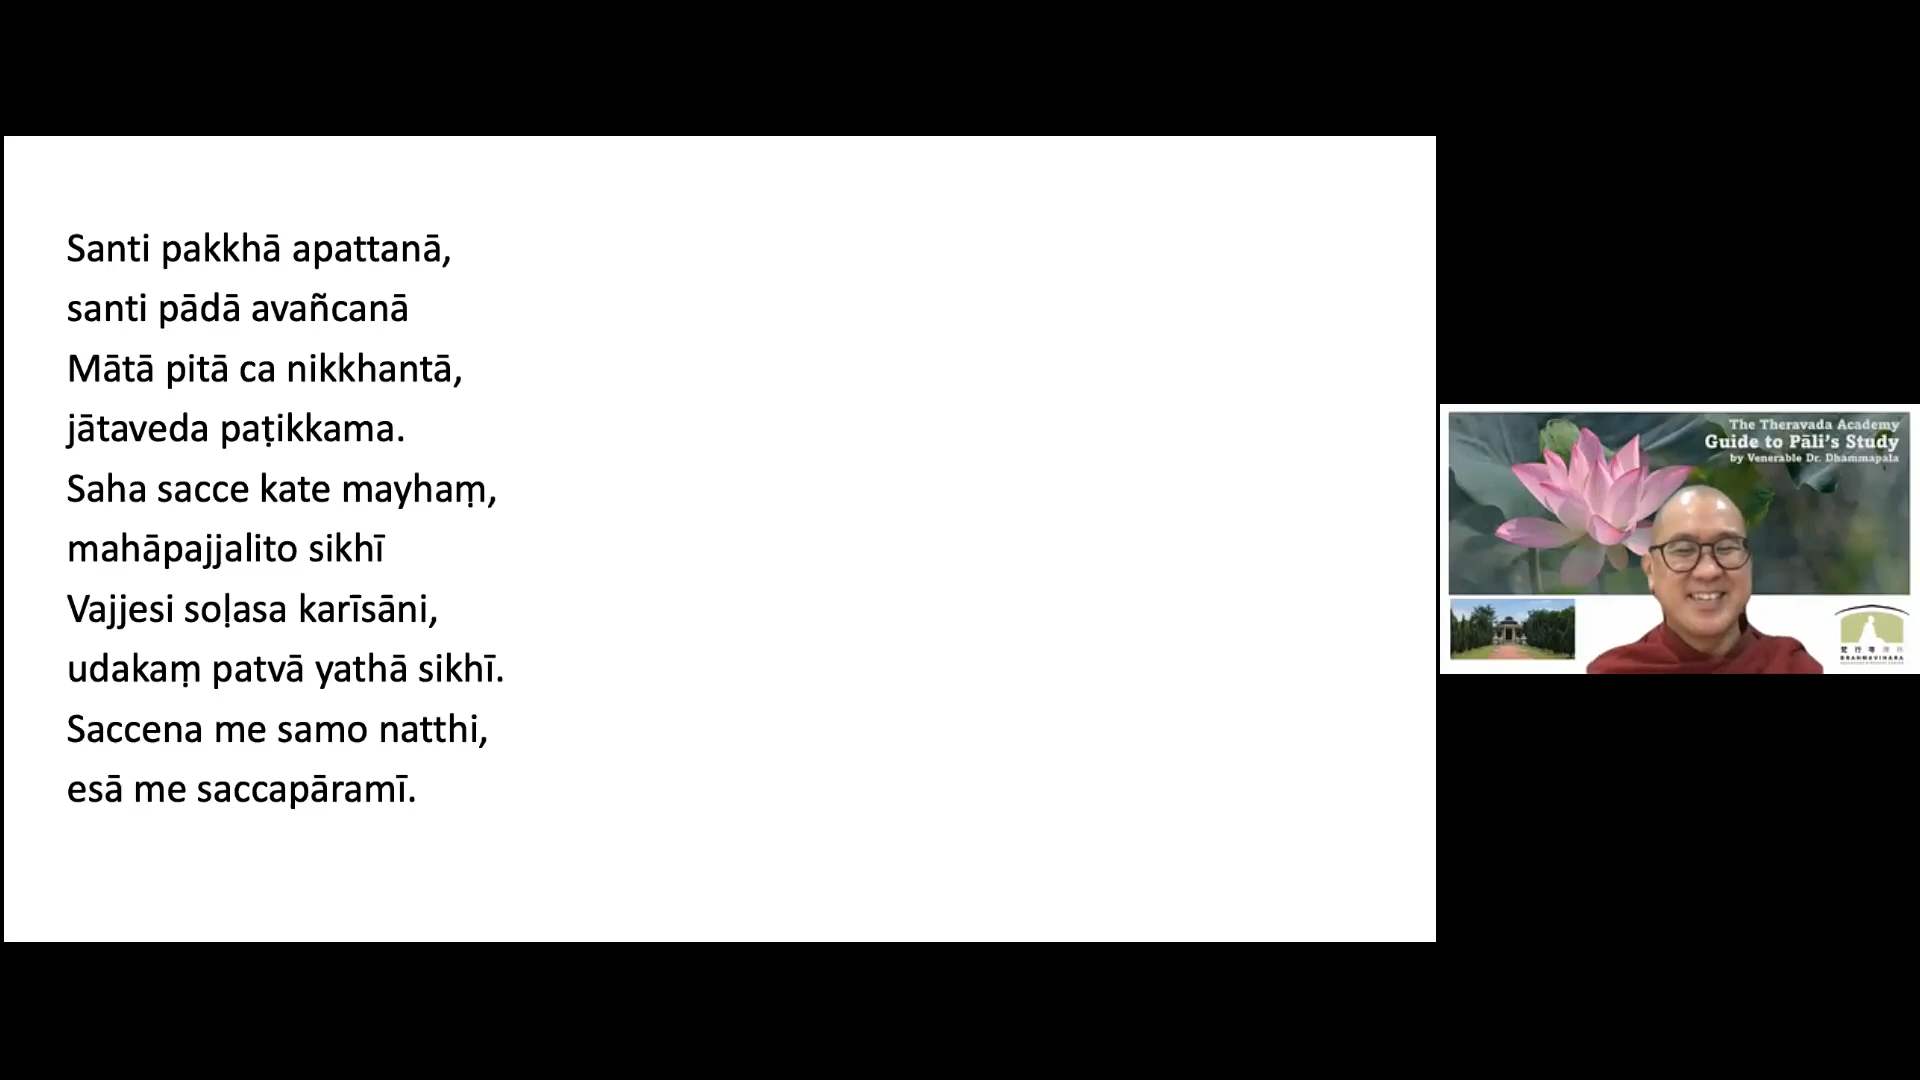 Santi pakkhā apattanā,
santi pādā avañcanā
Mātā pitā ca nikkhantā,
jātaveda paṭikkama.
Saha sacce kate mayhaṃ,
mahāpajjalito sikhī
Vajjesi soḷasa karīsāni,
udakaṃ patvā yathā sikhī.
Saccena me samo natthi,
esā me saccapāramī.
The Theravada Academy
Guide to Pāli's Study
by Venerable Dr. Dhammapala
BRAHMAVIHARA